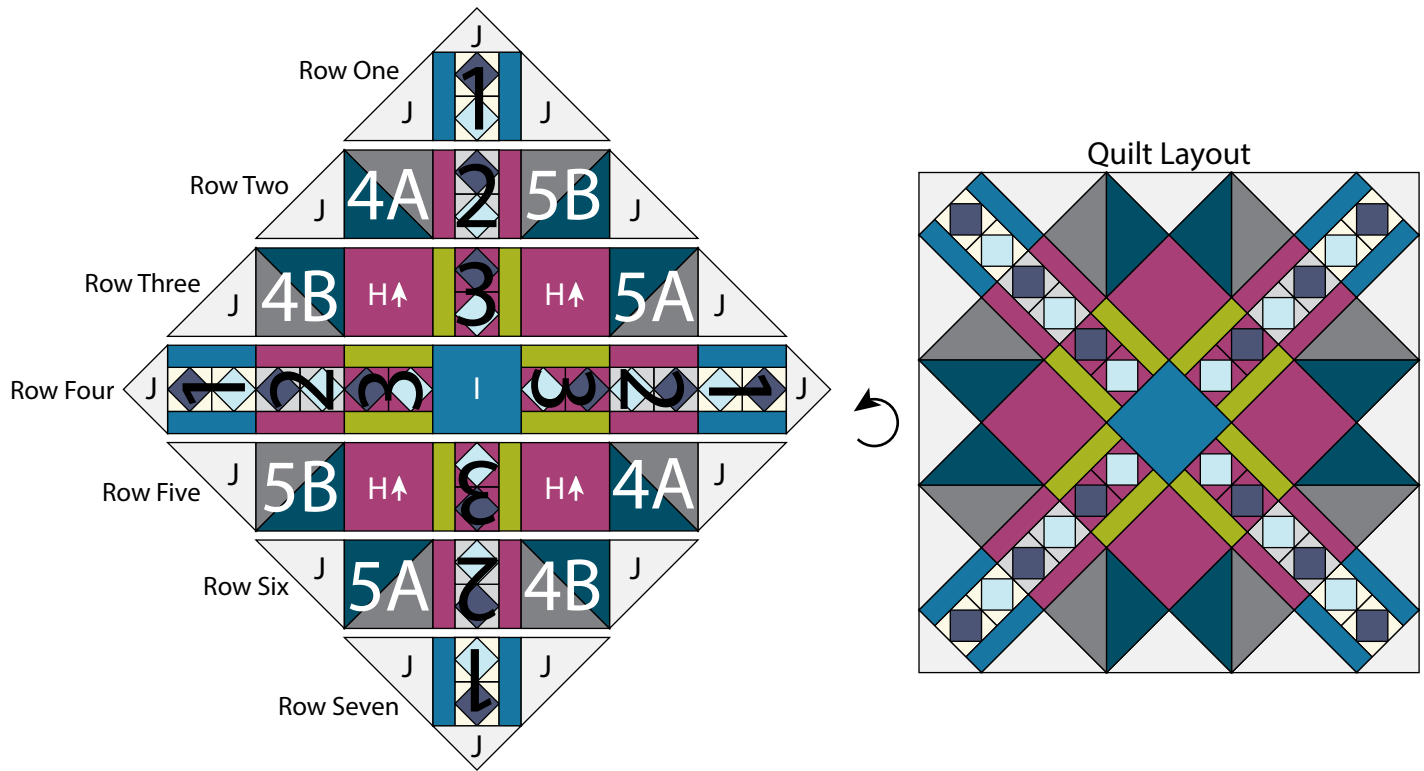 J
Row One
J 1 J
Quilt Layout
Row Two
J 4A 2 5B J
Row Three
J 4B H 3 H 5A J
Row Four
J 1 2 3 I 3 2 1 J
Row Five
J 5B H 3 H 4A J
Row Six
J 5A 2 4B J
Row Seven
J 1 J
J